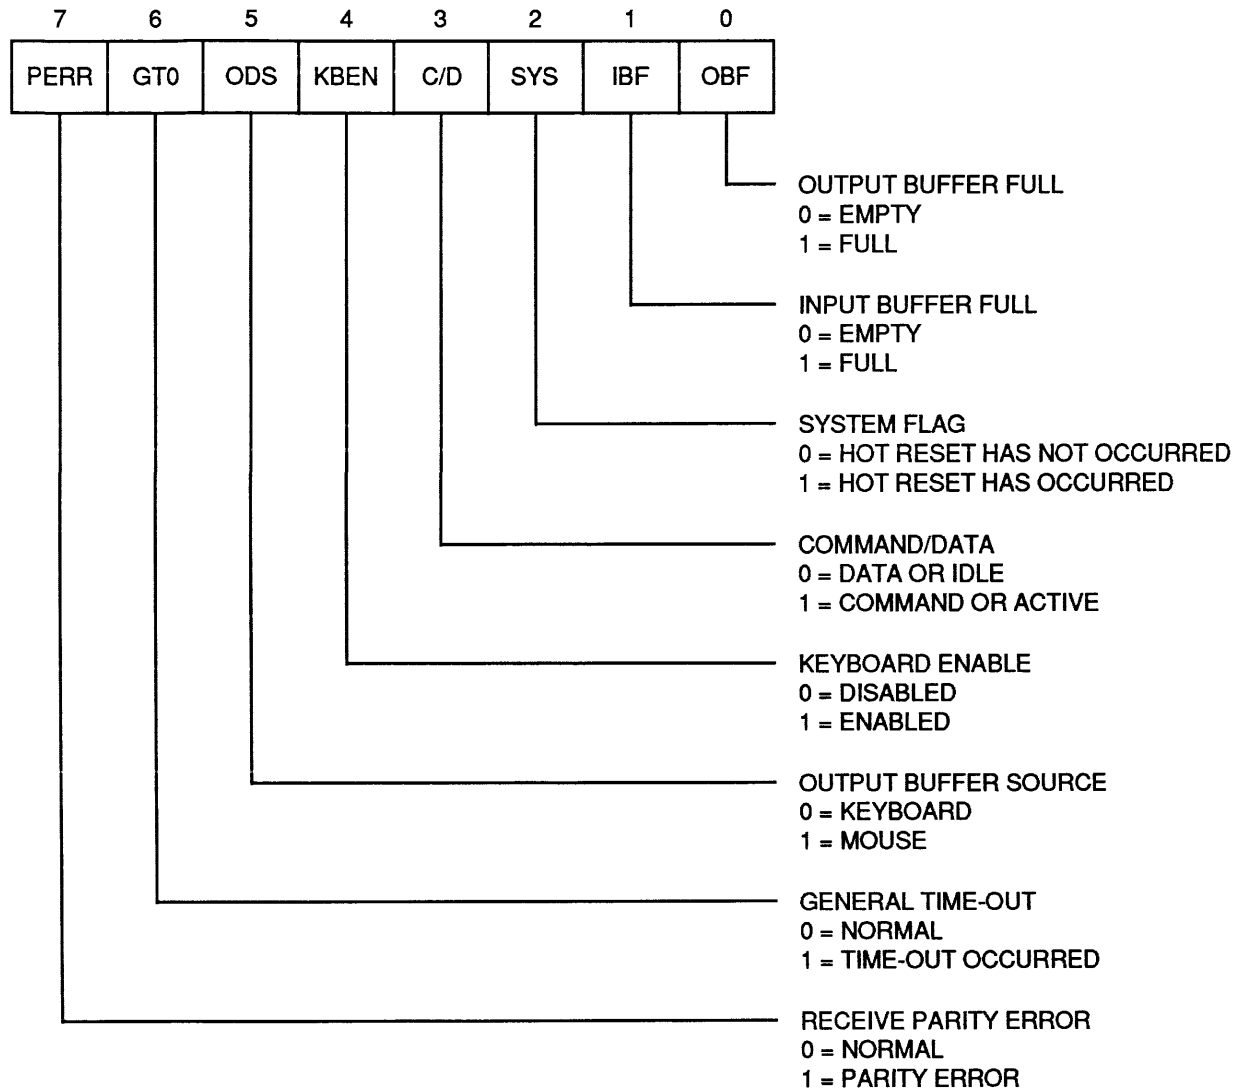 7 6 5 4 3 2 1 0
PERR GT0 ODS KBEN C/D SYS IBF OBF
OUTPUT BUFFER FULL
0 = EMPTY
1 = FULL
INPUT BUFFER FULL
0 = EMPTY
1 = FULL
SYSTEM FLAG
0 = HOT RESET HAS NOT OCCURRED
1 = HOT RESET HAS OCCURRED
COMMAND/DATA
0 = DATA OR IDLE
1 = COMMAND OR ACTIVE
KEYBOARD ENABLE
0 = DISABLED
1 = ENABLED
OUTPUT BUFFER SOURCE
0 = KEYBOARD
1 = MOUSE
GENERAL TIME-OUT
0 = NORMAL
1 = TIME-OUT OCCURRED
RECEIVE PARITY ERROR
0 = NORMAL
1 = PARITY ERROR